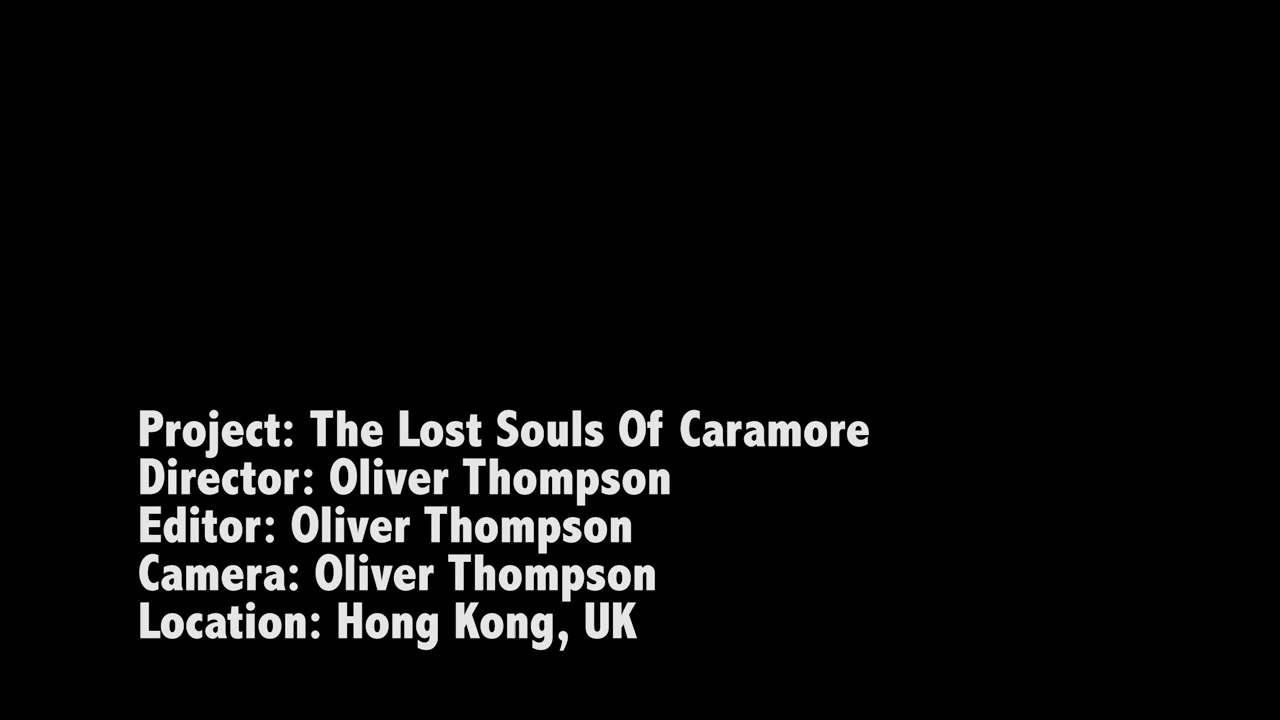 Project: The Lost Souls Of Caramore
Director: Oliver Thompson
Editor: Oliver Thompson
Camera: Oliver Thompson
Location: Hong Kong, UK